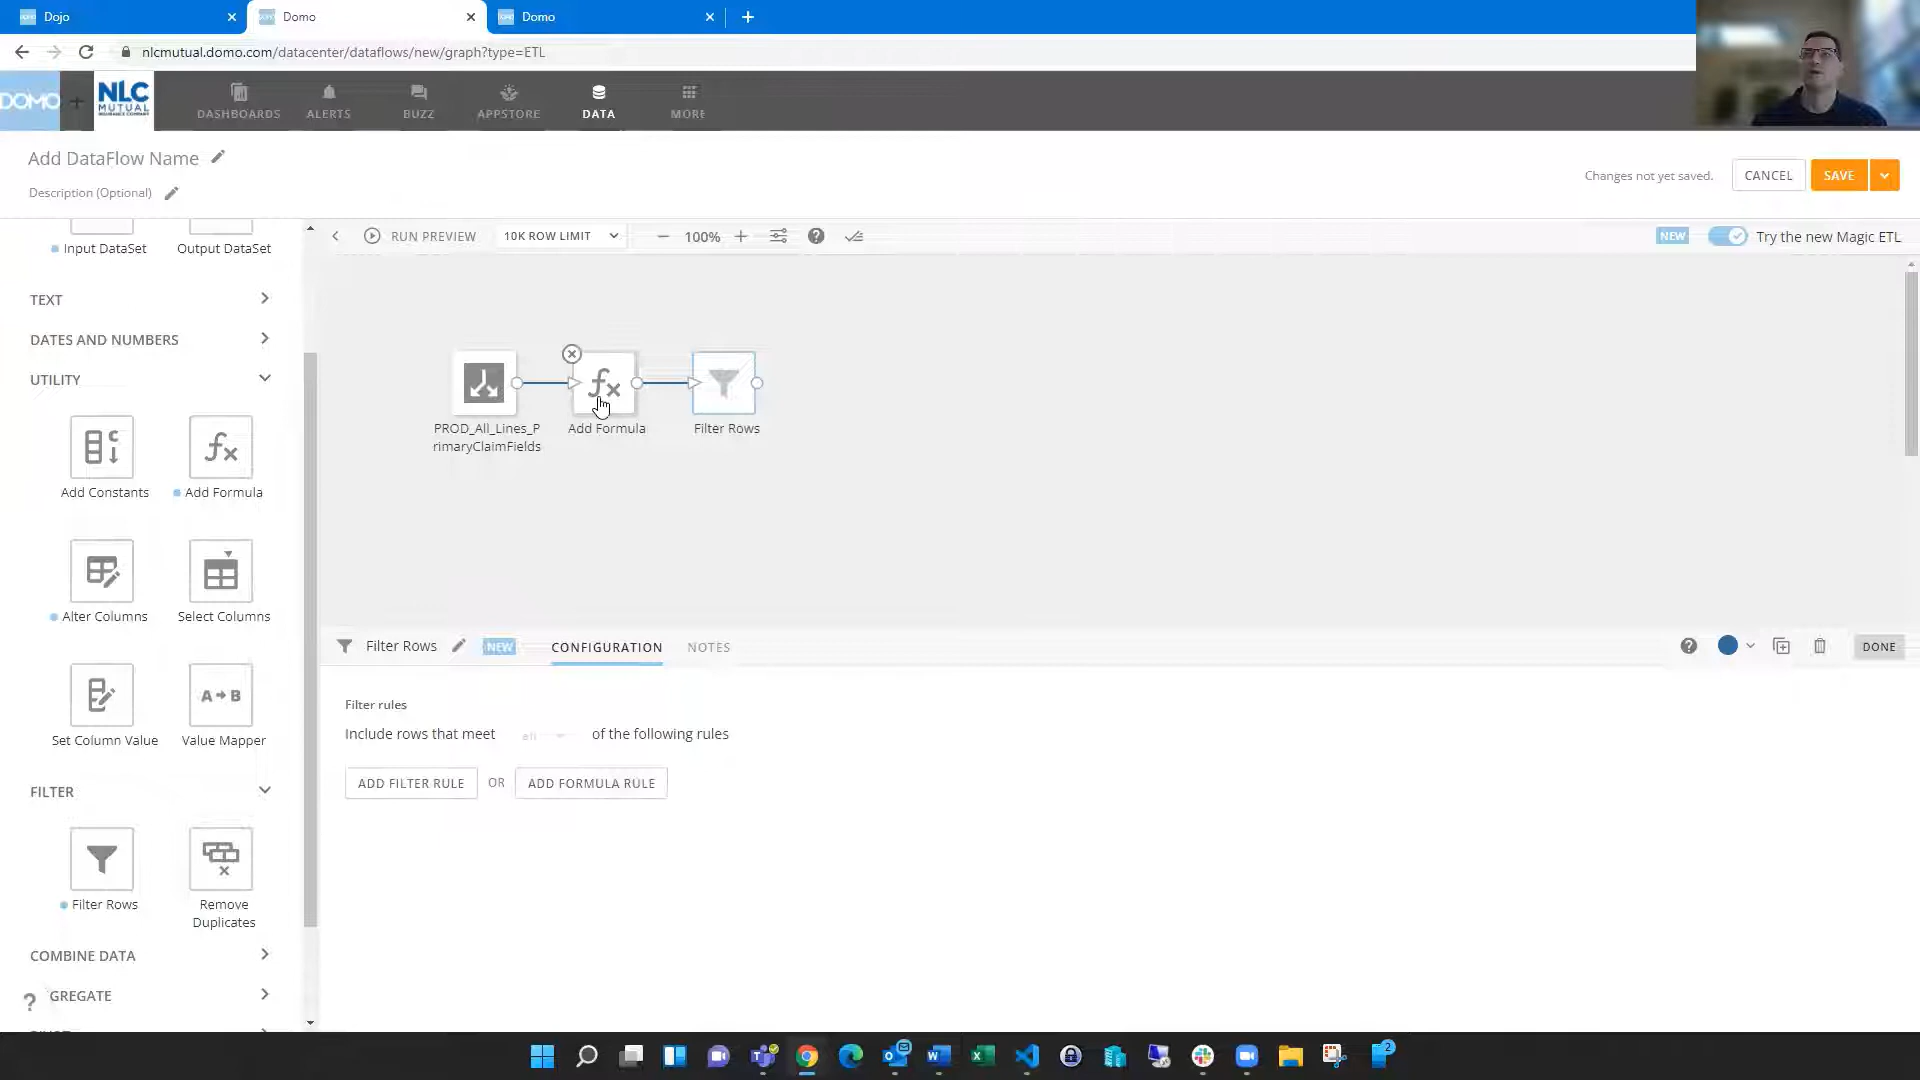 Dojo
Domo
Domo
nlcmutual.domo.com/datacenter/dataflows/new/graph?type=ETL
DOMO
NLC
MUTUAL
INSURANCE COMPANY
DASHBOARDS
ALERTS
BUZZ
APPSTORE
DATA
MORE
Add DataFlow Name
Description (Optional)
Changes not yet saved.
CANCEL
SAVE
Input DataSet
Output DataSet
RUN PREVIEW
10K ROW LIMIT
100%
NEW
Try the new Magic ETL
TEXT
DATES AND NUMBERS
UTILITY
Add Constants
Add Formula
Alter Columns
Select Columns
A B
Set Column Value
Value Mapper
FILTER
Filter Rows
Remove
Duplicates
COMBINE DATA
GREGATE
fx
PROD_All_Lines_P
rimaryClaimFields
Add Formula
Filter Rows
Filter Rows
NEW
CONFIGURATION
NOTES
DONE
Filter rules
Include rows that meet of the following rules
ADD FILTER RULE OR ADD FORMULA RULE